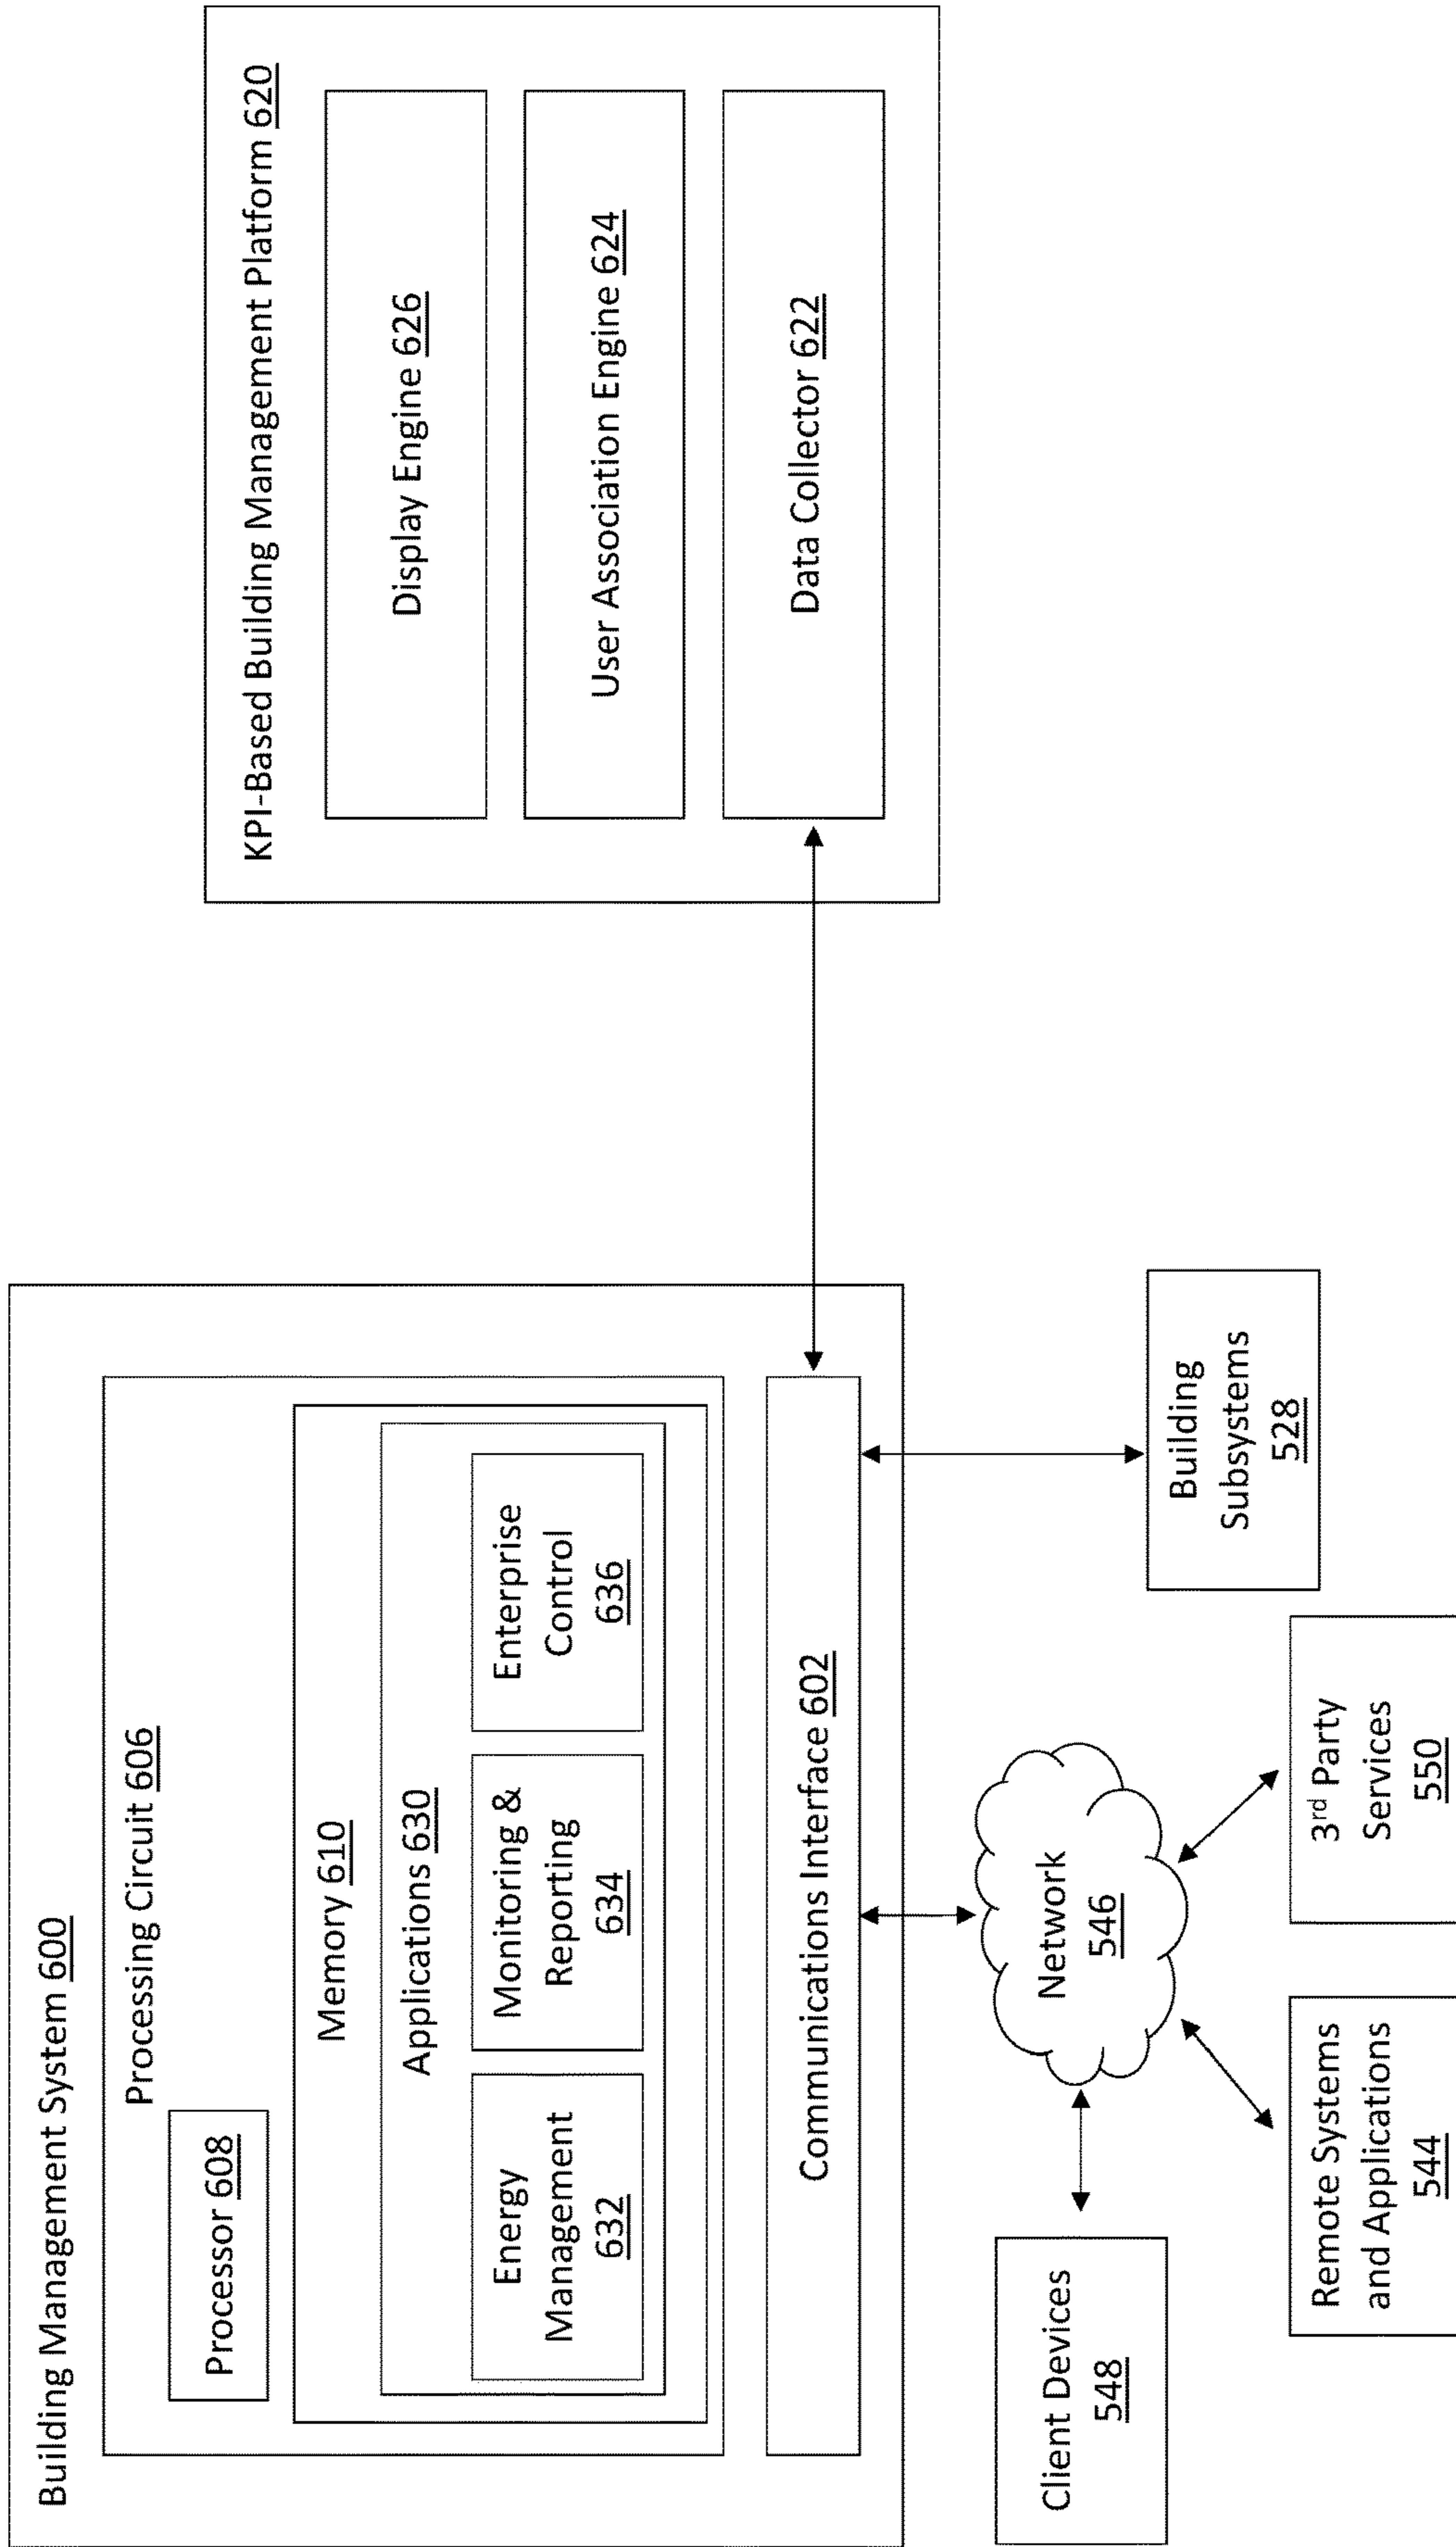 Building Management System 600
Processing Circuit 606
Processor 608
Memory 610
Applications 630
Energy
Management
632
Monitoring &
Reporting
634
Enterprise
Control
636
Communications Interface 602
KPI-Based Building Management Platform 620
Display Engine 626
User Association Engine 624
Data Collector 622
Network
546
Client Devices
548
Remote Systems
and Applications
544
3rd Party
Services
550
Building
Subsystems
528